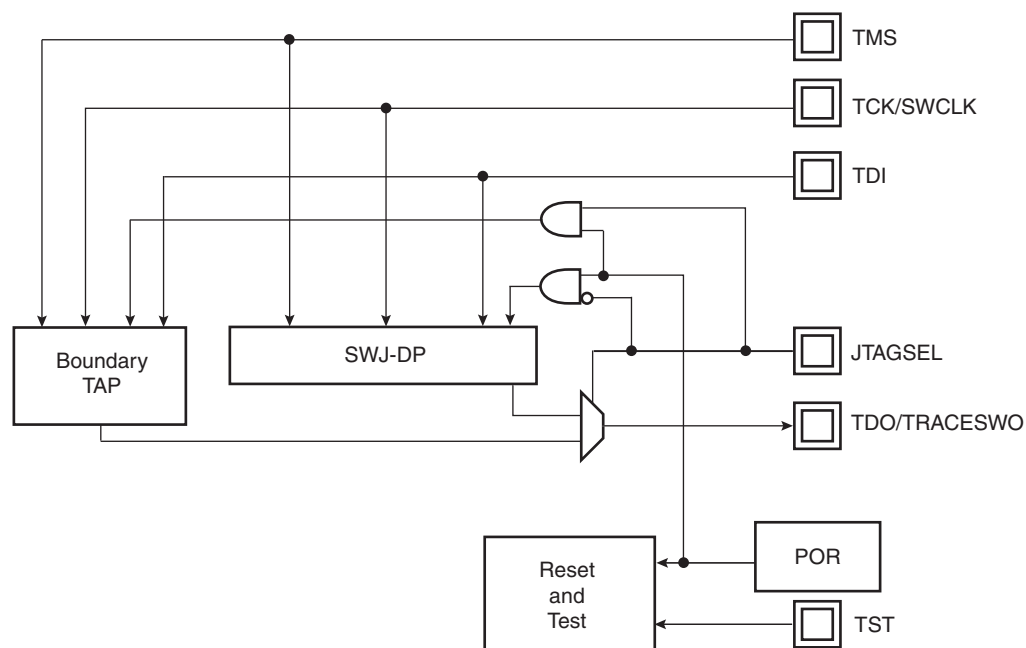 TMS
TCK/SWCLK
TDI
Boundary
TAP
SWJ-DP
JTAGSEL
TDO/TRACESWO
POR
Reset
and
Test
TST